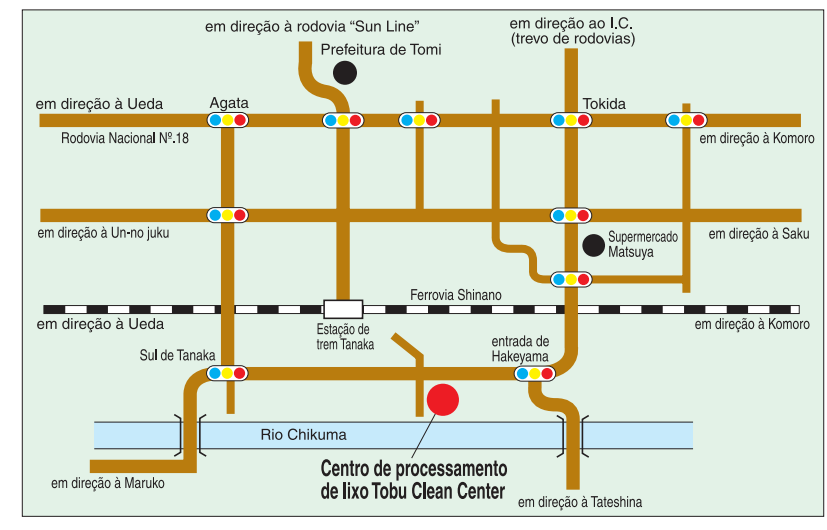 em direção à rodovia “Sun Line”
em direção ao I.C.
(trevo de rodovias)
Prefeitura de Tomi
em direção à Ueda
Agata
Tokida
Rodovia Nacional Nº.18
em direção à Komoro
em direção à Un-no juku
Supermercado
Matsuya
em direção à Saku
Ferrovia Shinano
em direção à Ueda
Estação de
trem Tanaka
em direção à Komoro
Sul de Tanaka
entrada de
Hakeyama
Rio Chikuma
Centro de processamento
de lixo Tobu Clean Center
em direção à Maruko
em direção à Tateshina